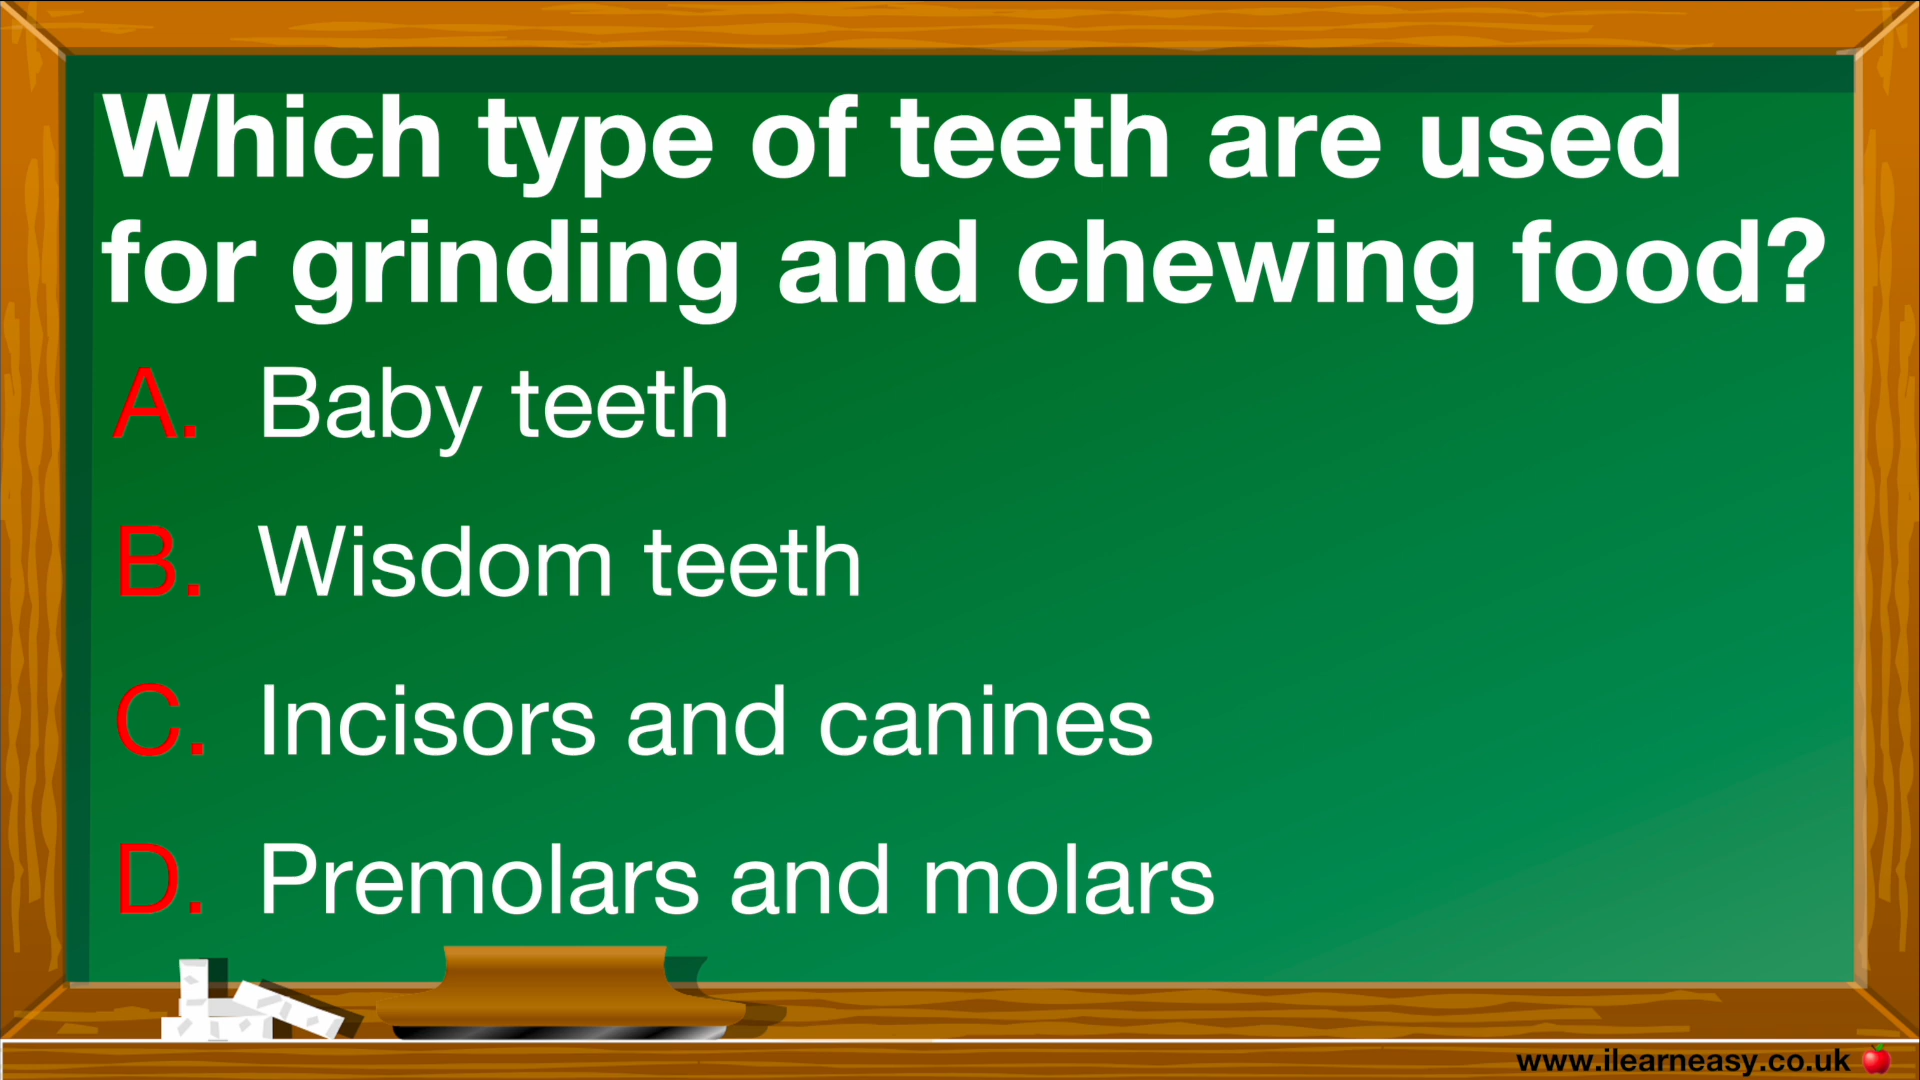 Which type of teeth are used
for grinding and chewing food?
A. Baby teeth
B. Wisdom teeth
C. Incisors and canines
D. Premolars and molars
www.ilearneasy.co.uk